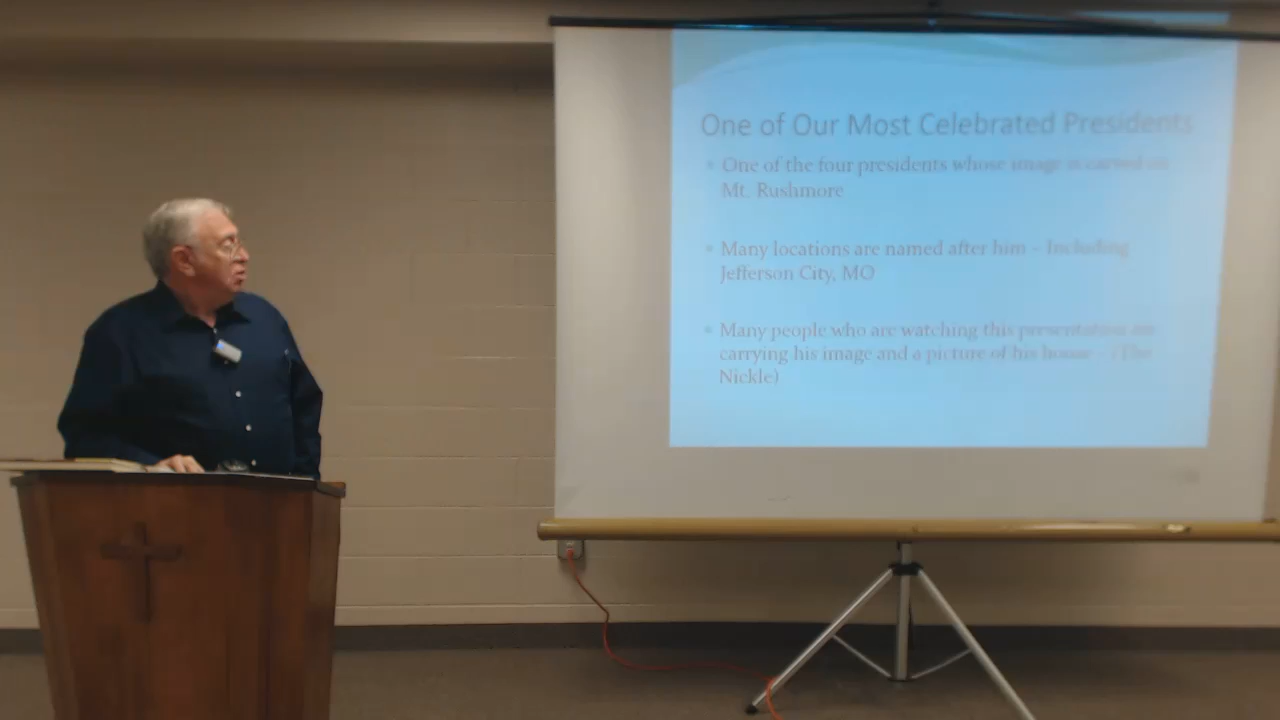 One of Our Most Celebrated Presidents
One of the four presidents whose image is carved on
Mt. Rushmore
Many locations are named after him - Including
Jefferson City, MO
Many people who are watching this presentation are
carrying his image and a picture of his house - (The
Nickle)